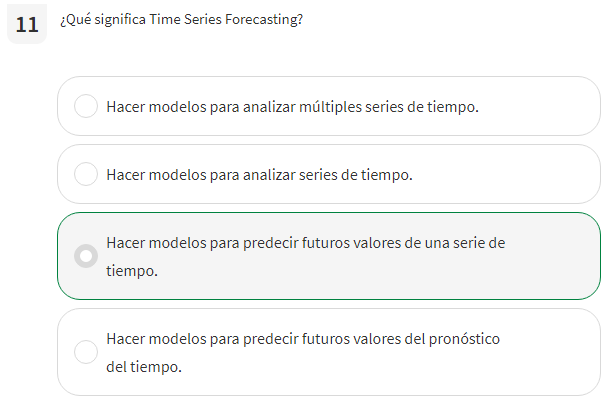 11
¿Qué significa Time Series Forecasting?
Hacer modelos para analizar múltiples series de tiempo.
Hacer modelos para analizar series de tiempo.
Hacer modelos para predecir futuros valores de una serie de
tiempo.
Hacer modelos para predecir futuros valores del pronóstico
del tiempo.